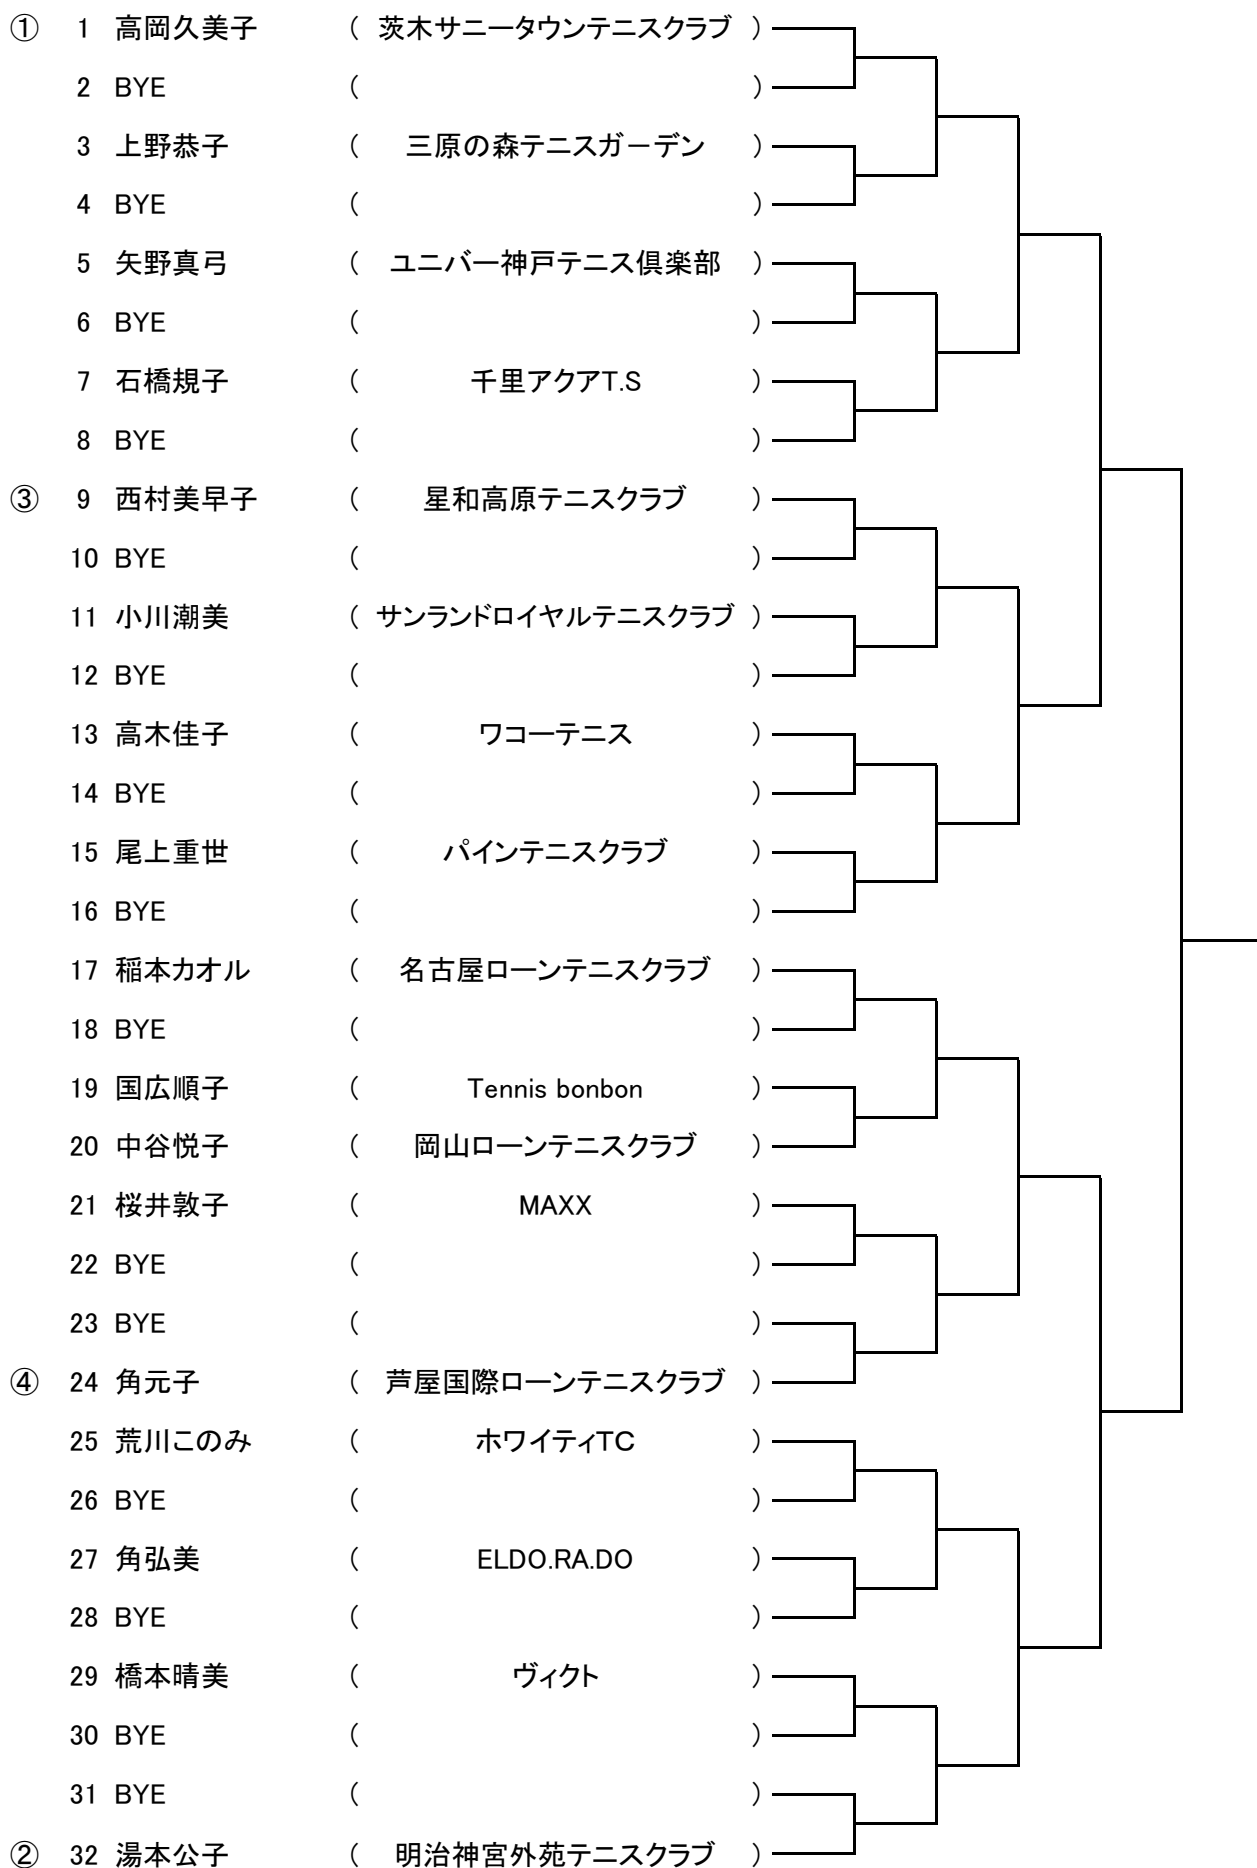 ① 1 高岡久美子 ( 茨木サニータウンテニスクラブ )
2 BYE ( )
3 上野恭子 ( 三原の森テニスガーデン )
4 BYE ( )
5 矢野真弓 ( ユニバー神戸テニス倶楽部 )
6 BYE ( )
7 石橋規子 ( 千里アクアT.S )
8 BYE ( )
③ 9 西村美早子 ( 星和高原テニスクラブ )
10 BYE ( )
11 小川潮美 ( サンランドロイヤルテニスクラブ )
12 BYE ( )
13 高木佳子 ( ワコーテニス )
14 BYE ( )
15 尾上重世 ( パインテニスクラブ )
16 BYE ( )
17 稲本カオル ( 名古屋ローンテニスクラブ )
18 BYE ( )
19 国広順子 ( Tennis bonbon )
20 中谷悦子 ( 岡山ローンテニスクラブ )
21 桜井敦子 ( MAXX )
22 BYE ( )
23 BYE ( )
④ 24 角元子 ( 芦屋国際ローンテニスクラブ )
25 荒川このみ ( ホワイティTC )
26 BYE ( )
27 角弘美 ( ELDO.RA.DO )
28 BYE ( )
29 橋本晴美 ( ヴィクト )
30 BYE ( )
31 BYE ( )
② 32 湯本公子 ( 明治神宮外苑テニスクラブ )